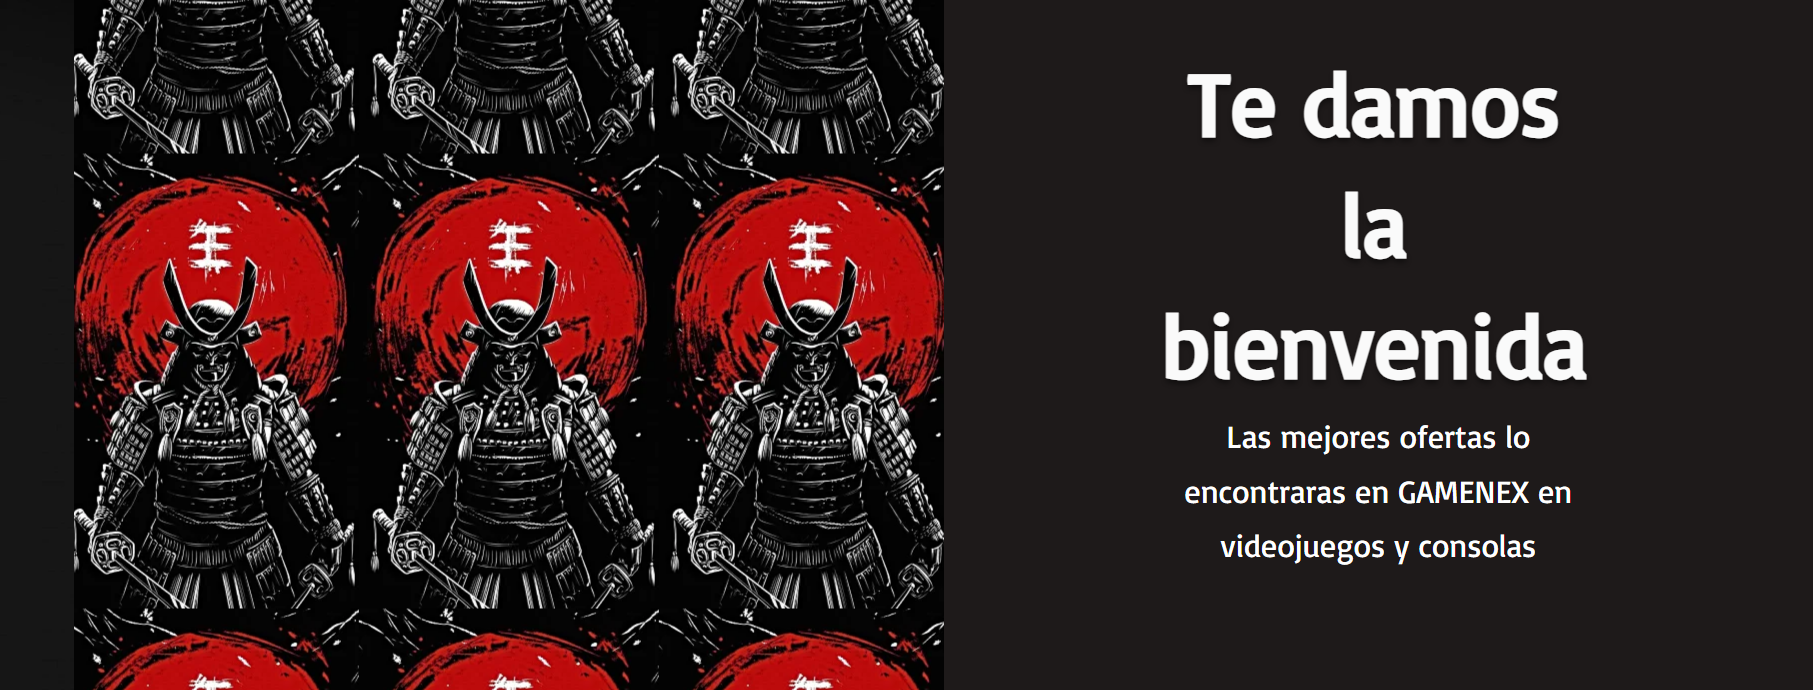 Te damos
la
bienvenida
Las mejores ofertas lo
encontraras en GAMENEX en
videojuegos y consolas